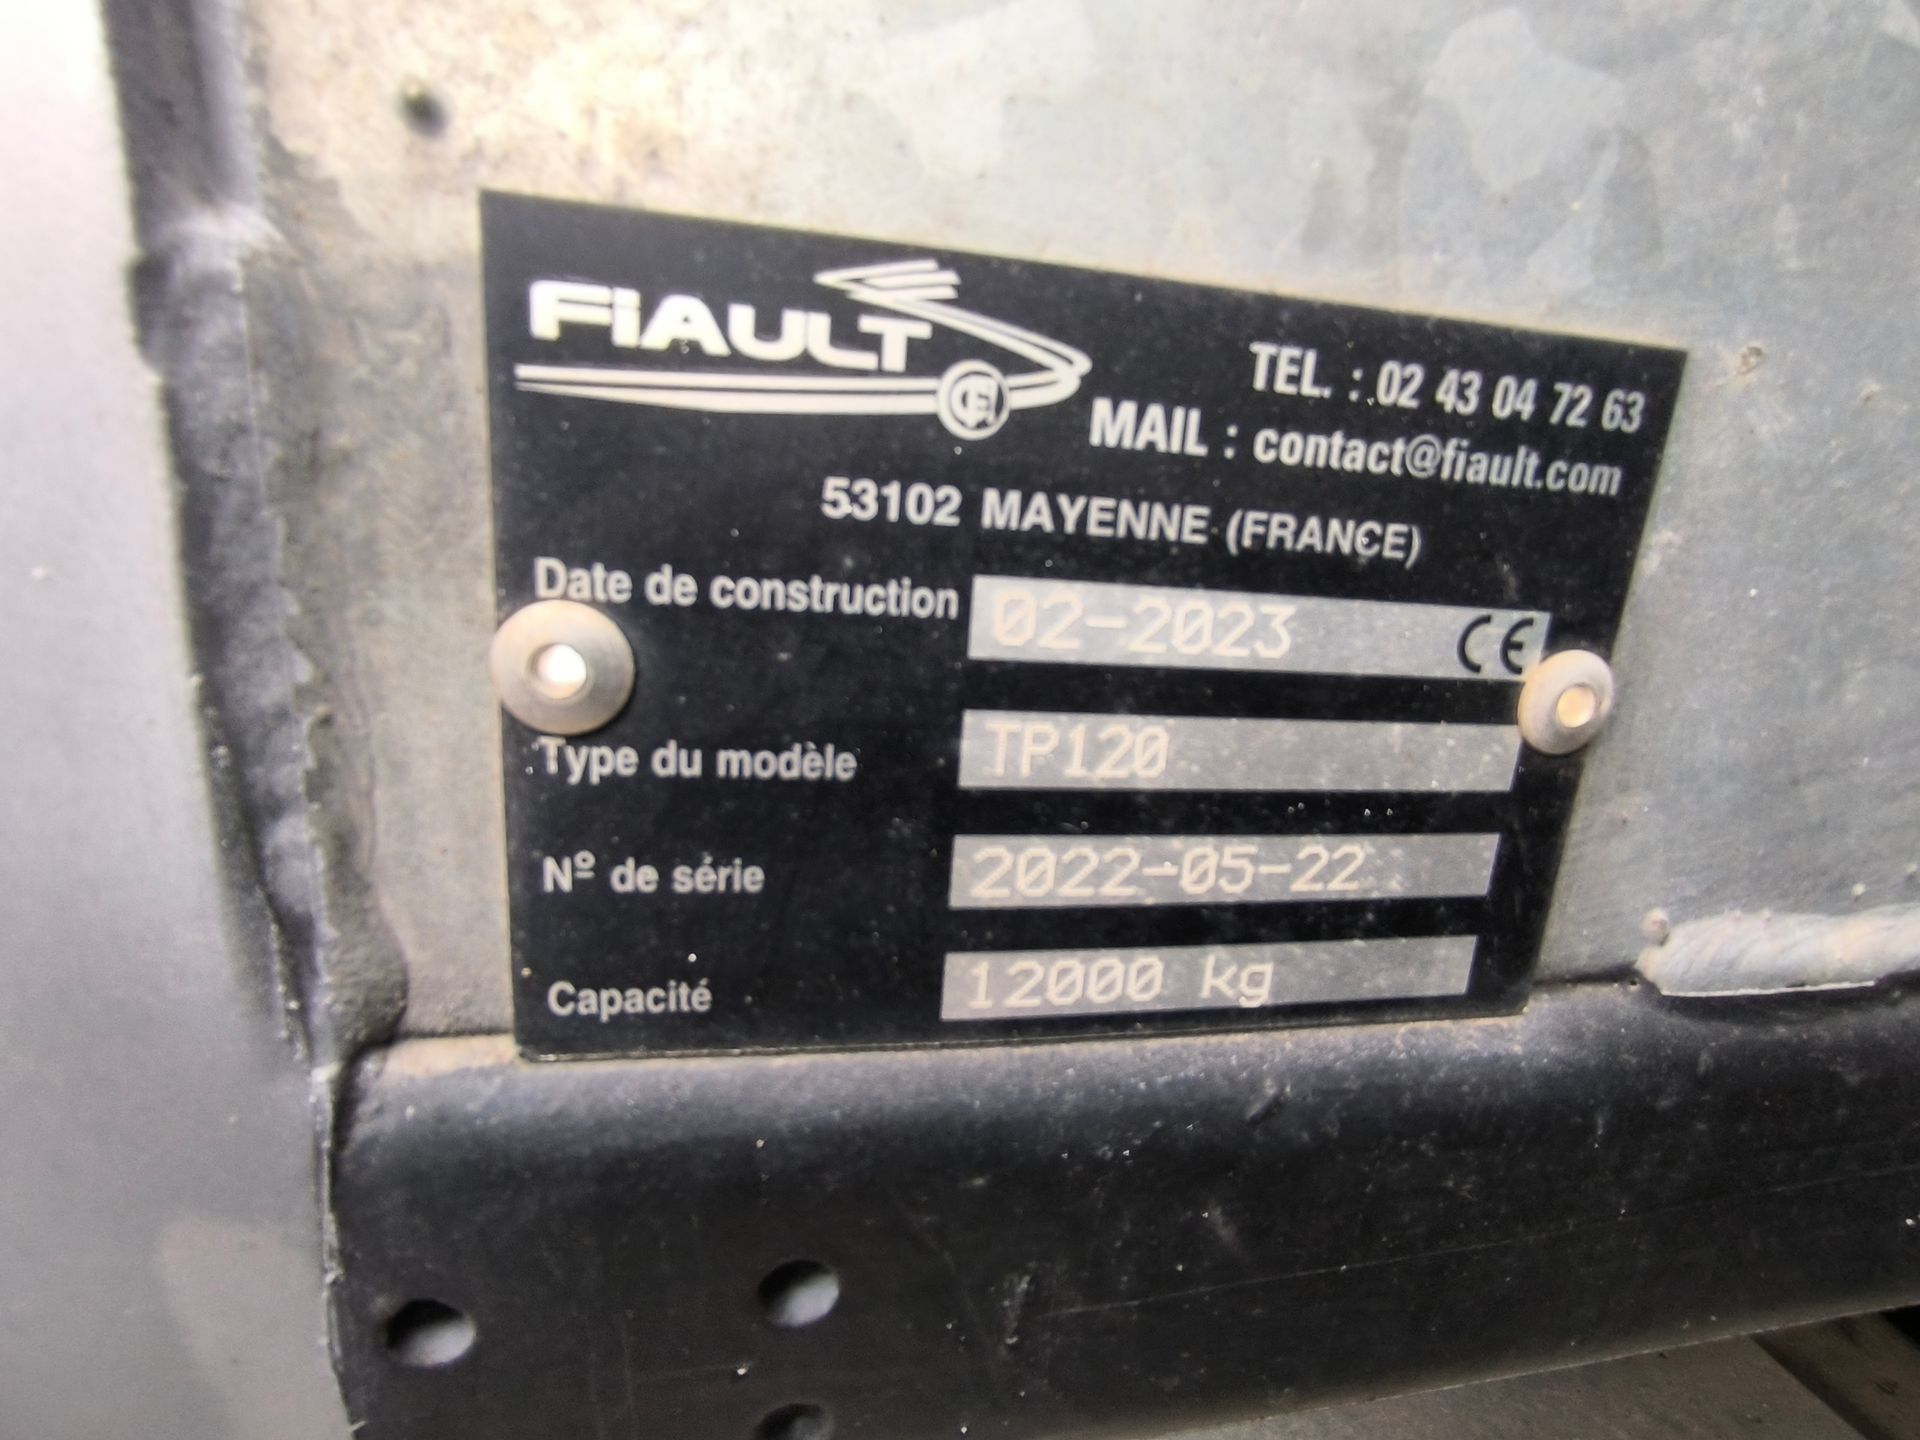 FiAULT
TEL. : 02 43 04 72 63
MAIL : contact@fiault.com
53102 MAYENNE (FRANCE)
Date de construction 02-2023 CE
Type du modèle TP120
Nº de série 2022-05-22
Capacité 12000 kg